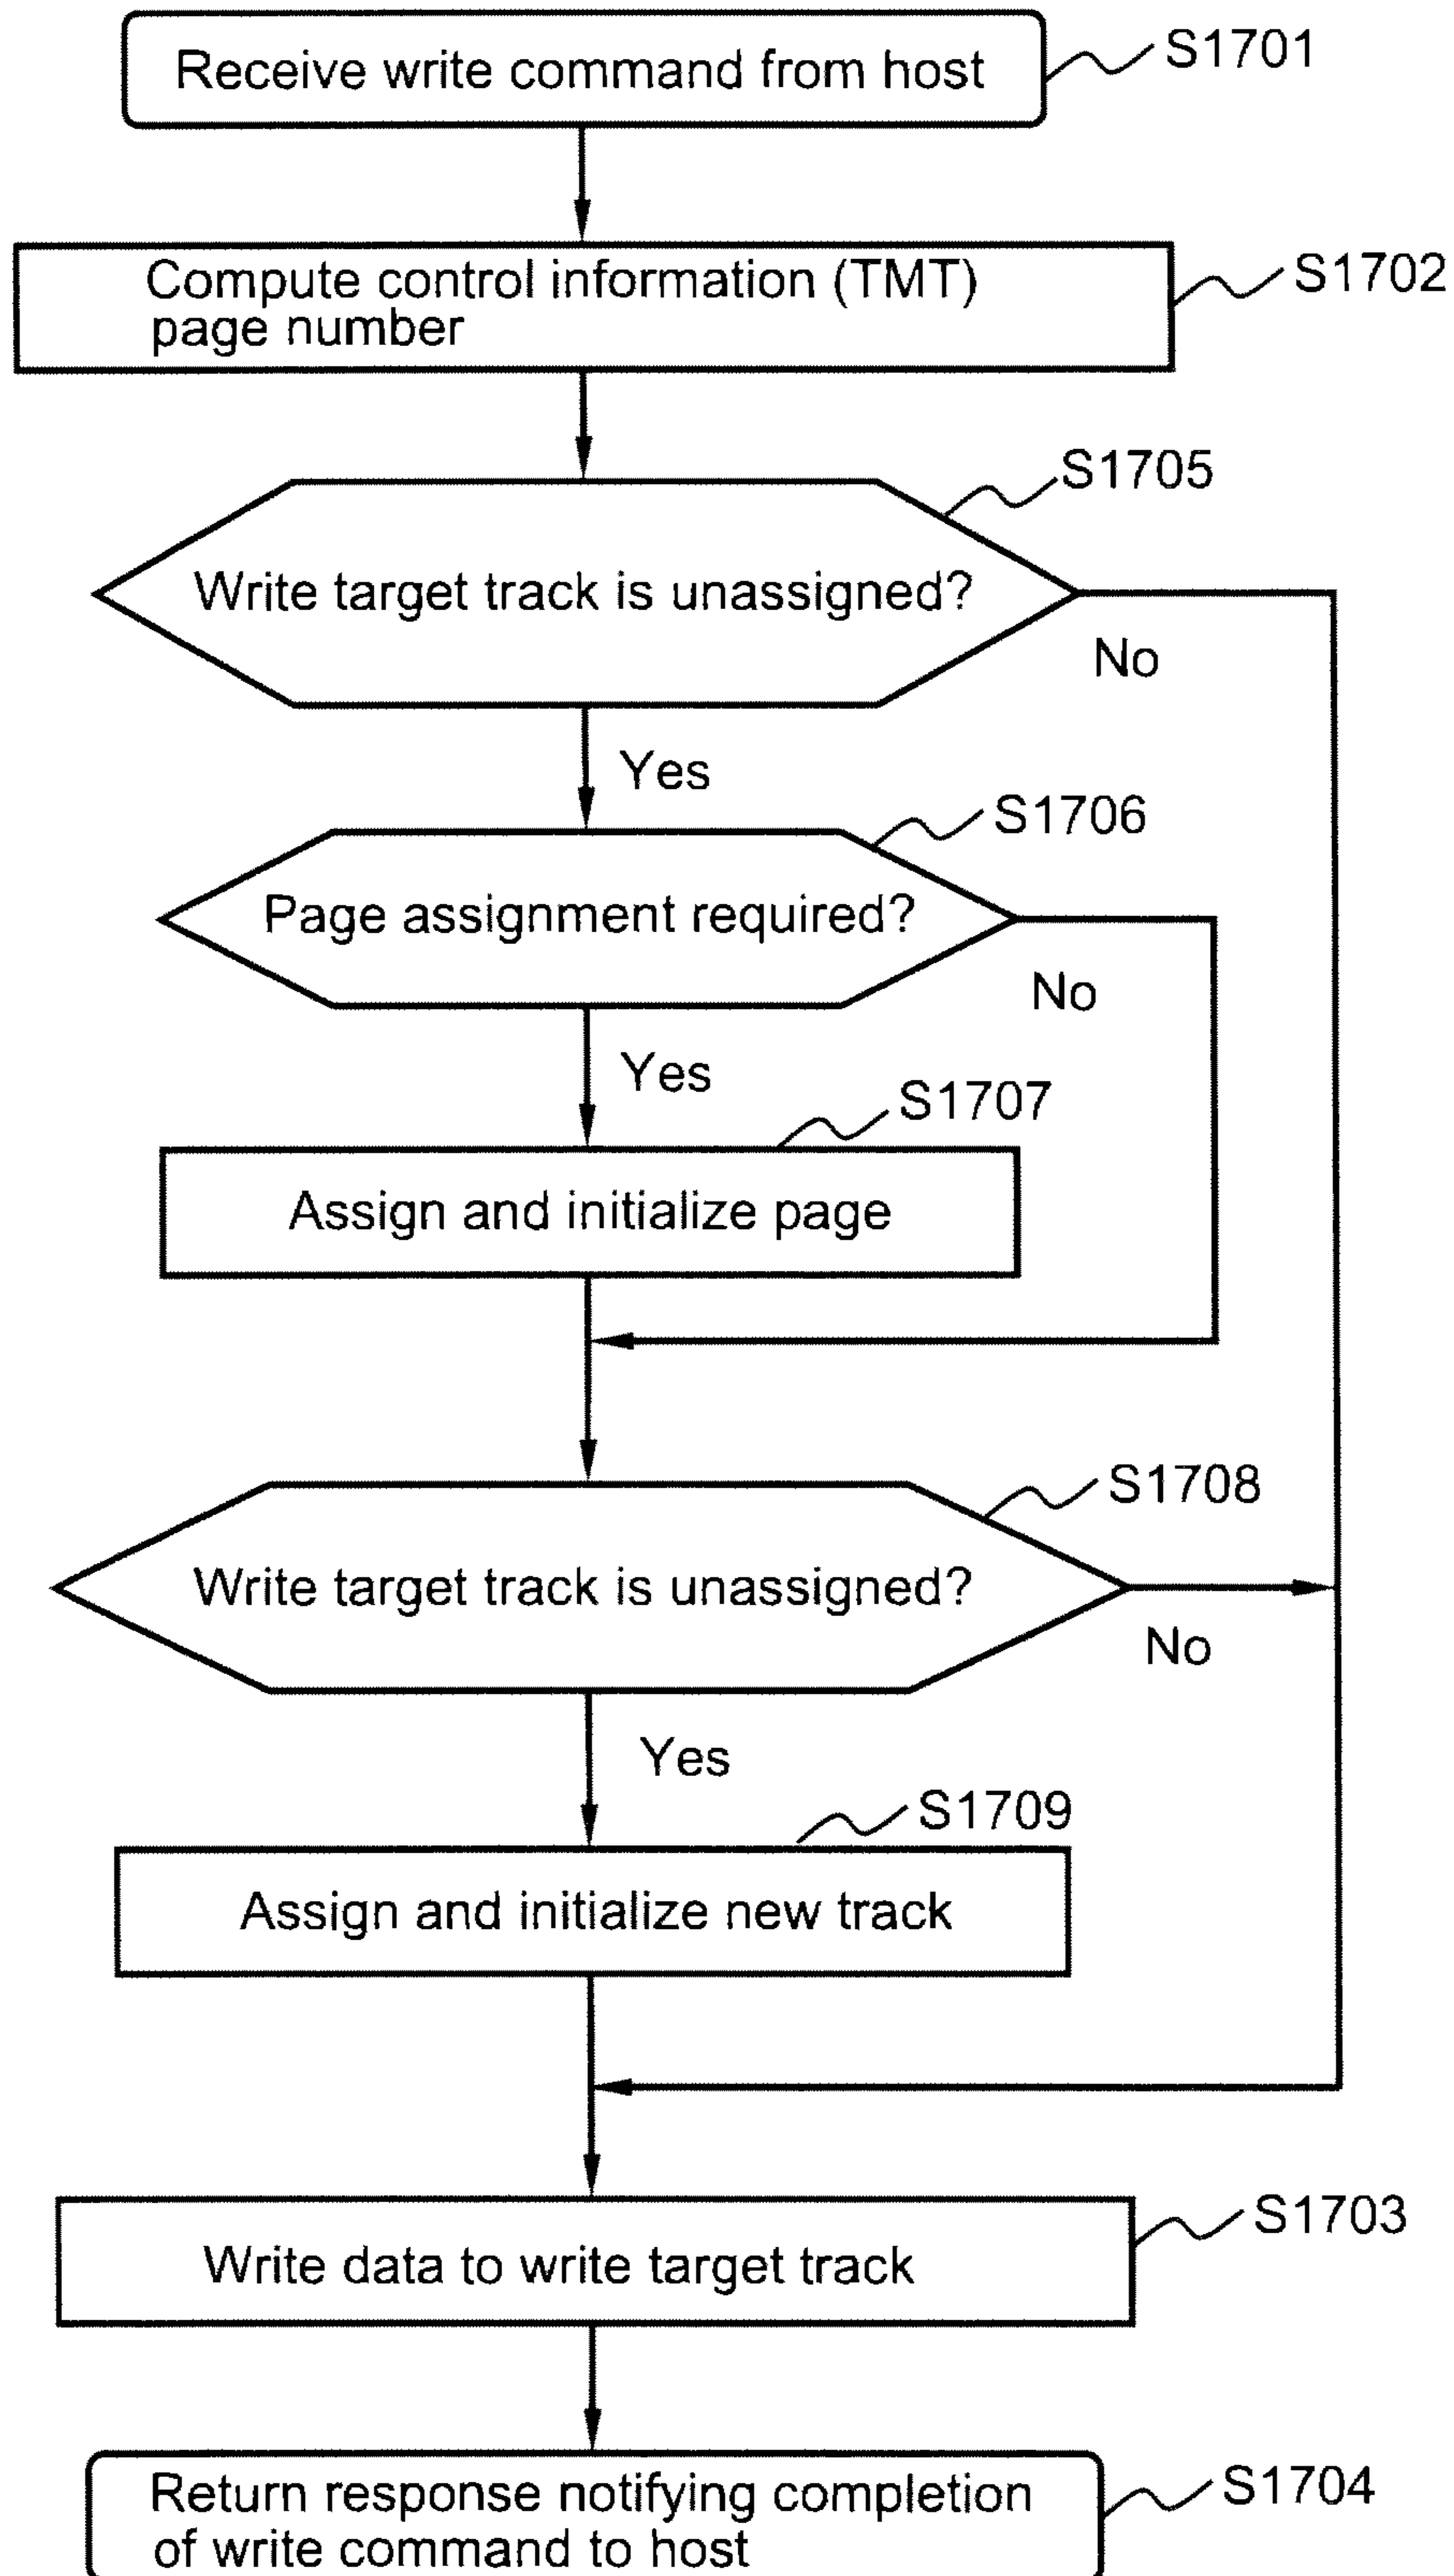 Receive write command from host
S1701
Compute control information (TMT)
page number
S1702
S1705
Write target track is unassigned?
No
Yes
S1706
Page assignment required?
No
Yes
S1707
Assign and initialize page
S1708
Write target track is unassigned?
No
Yes
S1709
Assign and initialize new track
S1703
Write data to write target track
Return response notifying completion
of write command to host
S1704